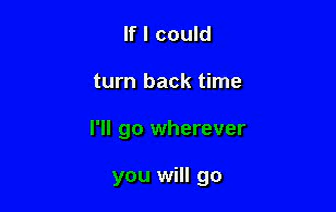 If I could
turn back time
I'll go wherever
you will go